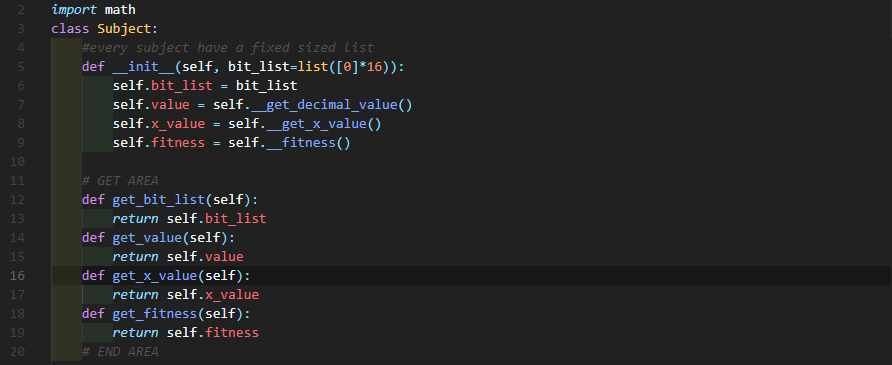 2 import math
3 class Subject:
4 #every subject have a fixed sized list
5 def __init__(self, bit_list=list([0]*16)):
6 self.bit_list = bit_list
7 self.value = self.__get_decimal_value()
8 self.x_value = self.__get_x_value()
9 self.fitness = self.__fitness()
10
11 # GET AREA
12 def get_bit_list(self):
13 return self.bit_list
14 def get_value(self):
15 return self.value
16 def get_x_value(self):
17 return self.x_value
18 def get_fitness(self):
19 return self.fitness
20 # END AREA